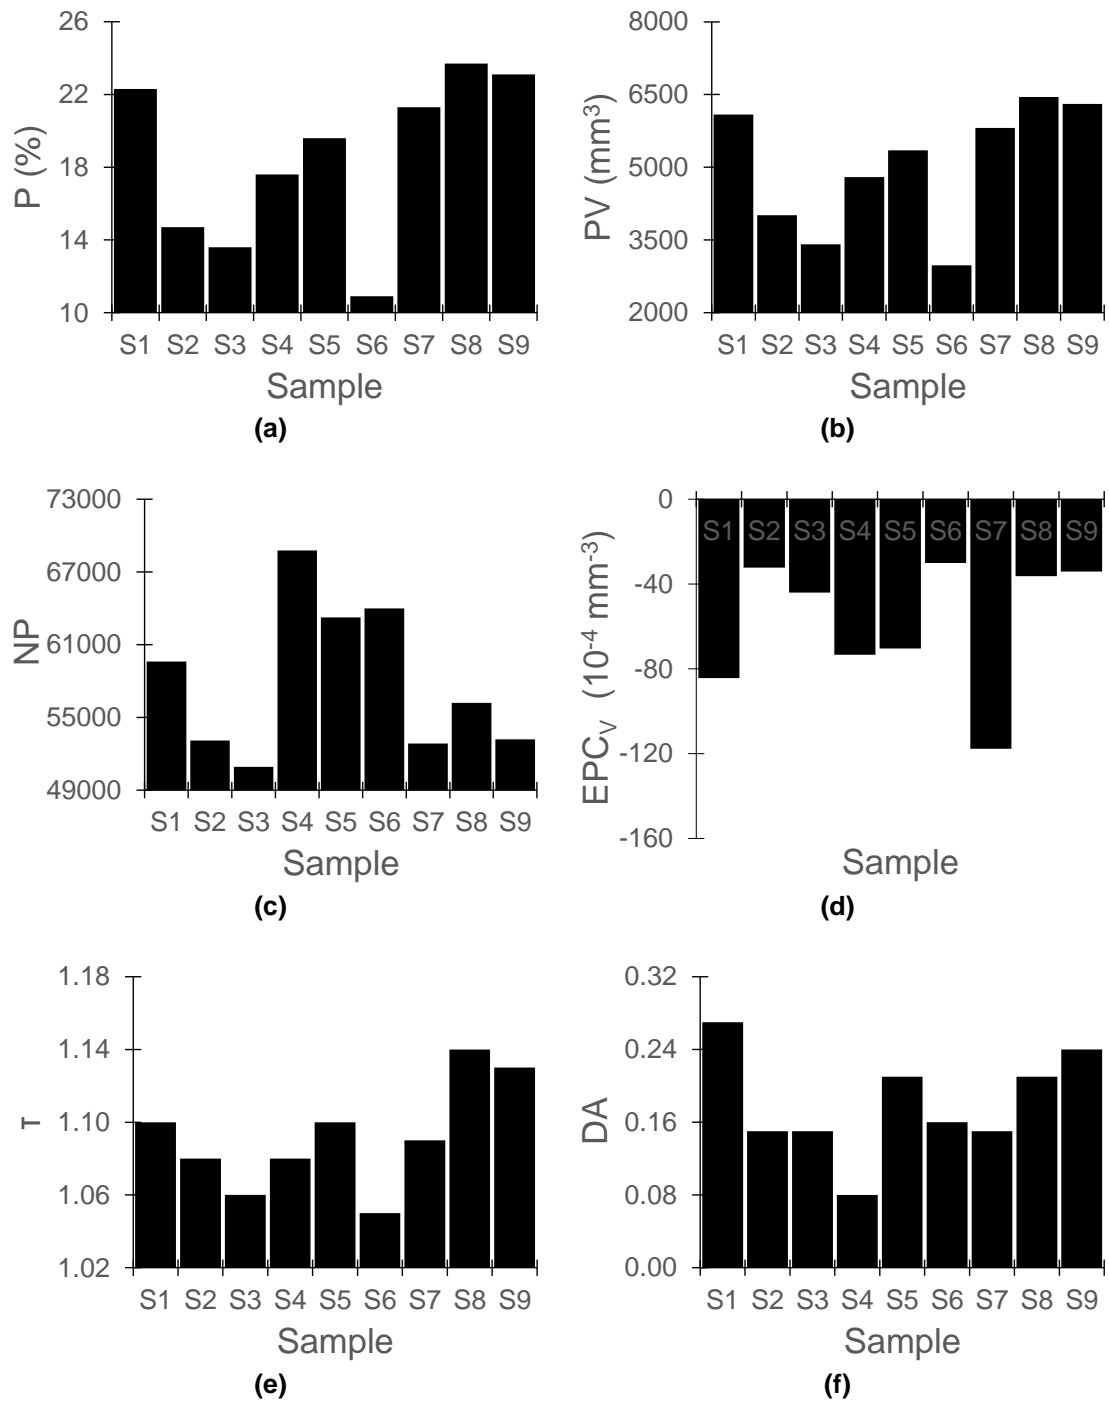 26
22
18
14
10
P (%)
S1 S2 S3 S4 S5 S6 S7 S8 S9
Sample
(a)
8000
6500
5000
3500
2000
PV (mm³)
S1 S2 S3 S4 S5 S6 S7 S8 S9
Sample
(b)
73000
67000
61000
55000
49000
NP
S1 S2 S3 S4 S5 S6 S7 S8 S9
Sample
(c)
0
-40
-80
-120
-160
EPCV (10⁻⁴ mm⁻³)
S1 S2 S3 S4 S5 S6 S7 S8 S9
Sample
(d)
1.18
1.14
1.10
1.06
1.02
τ
S1 S2 S3 S4 S5 S6 S7 S8 S9
Sample
(e)
0.32
0.24
0.16
0.08
0.00
DA
S1 S2 S3 S4 S5 S6 S7 S8 S9
Sample
(f)